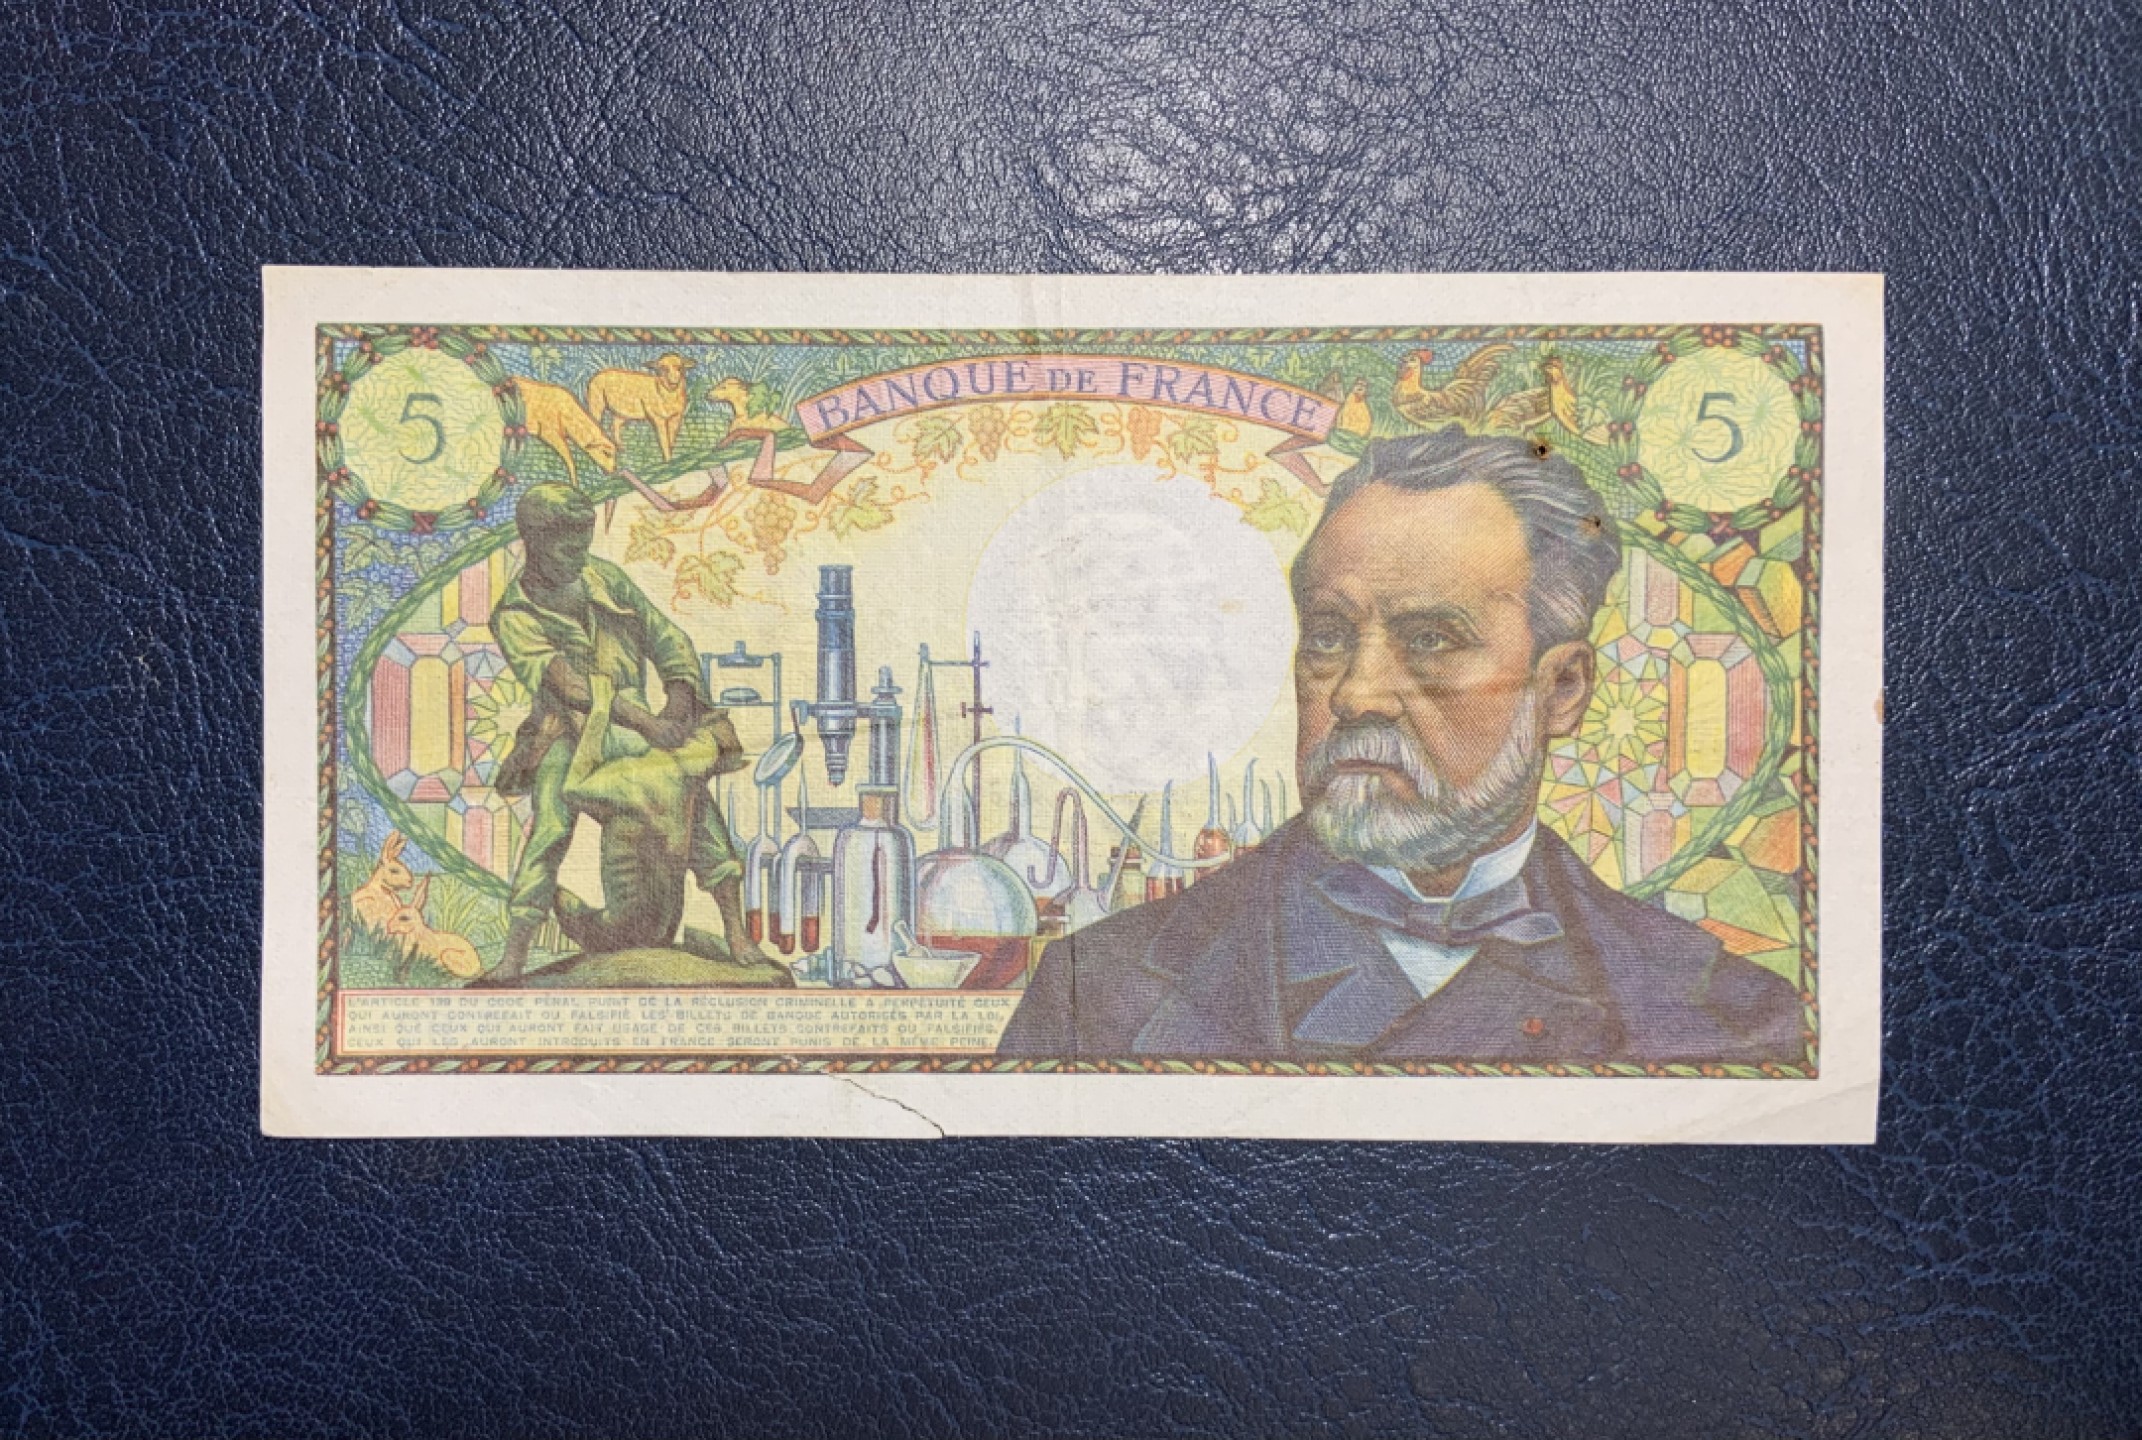 BANQUE DE FRANCE
5
5
L'ARTICLE 139 DU CODE PÉNAL PUNIT DE LA RÉCLUSION CRIMINELLE À PERPÉTUITÉ CEUX
QUI AURONT CONTREFAIT OU FALSIFIÉ LES BILLETS DE BANQUE AUTORISÉS PAR LA LOI,
AINSI QUE CEUX QUI AURONT FAIT USAGE DE CES BILLETS CONTREFAITS OU FALSIFIÉS.
CEUX QUI LES AURONT INTRODUITS EN FRANCE SERONT PUNIS DE LA MÊME PEINE.